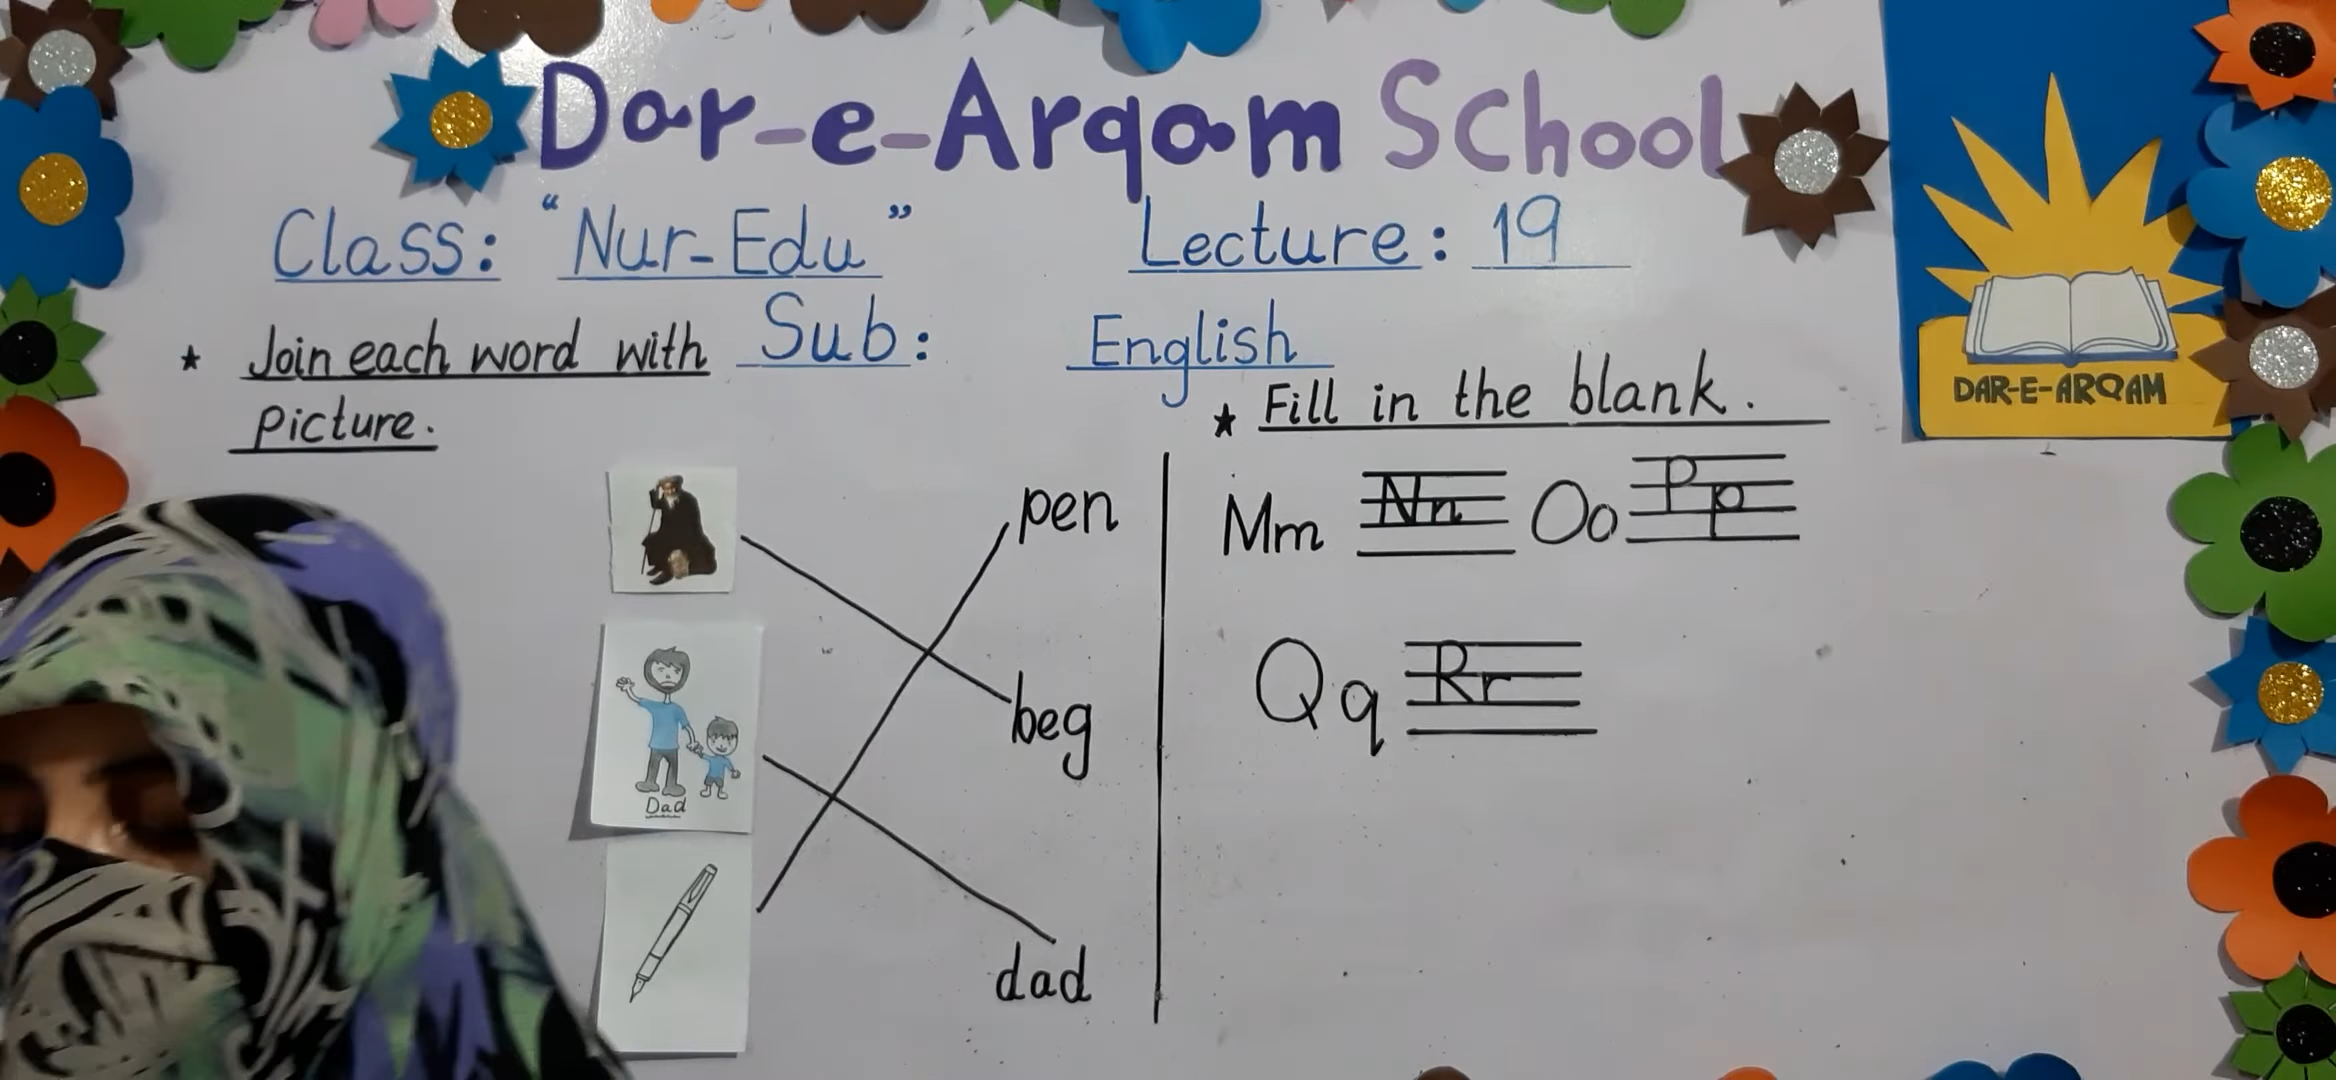 Dar-e-Arqam School
Class: "Nur-Edu" Lecture: 19
Sub: English
★ Join each word with
picture.
pen
beg
dad
Dad
★ Fill in the blank.
Mm Nn Oo Pp
Qq Rr
DAR-E-ARQAM